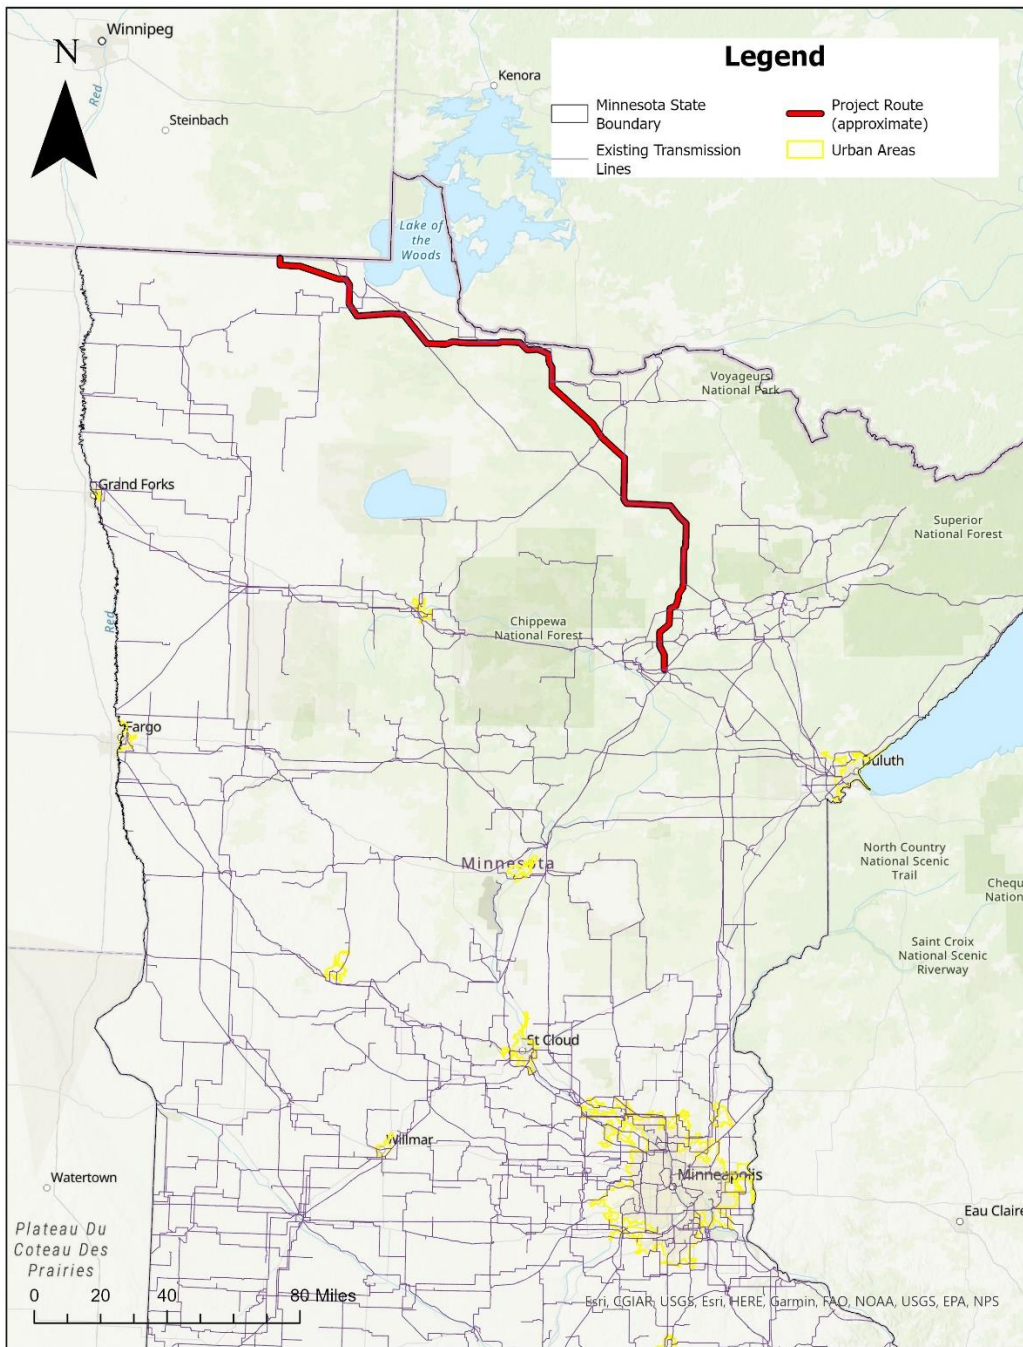 Winnipeg
N
Red
Steinbach
Kenora
Legend
Minnesota State
Boundary
Project Route
(approximate)
Existing Transmission
Lines
Urban Areas
Lake of
the
Woods
Voyageurs
National Park
Grand Forks
Superior
National Forest
Red
Chippewa
National Forest
Fargo
Duluth
Minnesota
North Country
National Scenic
Trail
Chequ
Nation
Saint Croix
National Scenic
Riverway
St Cloud
Willmar
Watertown
Minneapolis
Eau Claire
Plateau Du
Coteau Des
Prairies
0 20 40 80 Miles
Esri, CGIAR, USGS, Esri, HERE, Garmin, FAO, NOAA, USGS, EPA, NPS